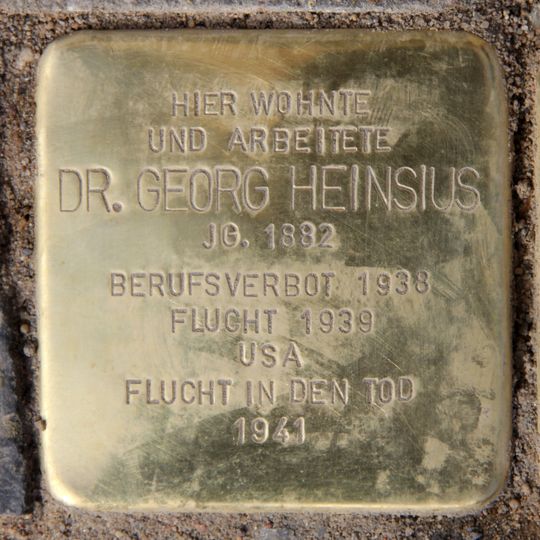 HIER WOHNTE
UND ARBEITETE
DR. GEORG HEINSIUS
JG. 1882
BERUFSVERBOT 1938
FLUCHT 1939
USA
FLUCHT IN DEN TOD
1941